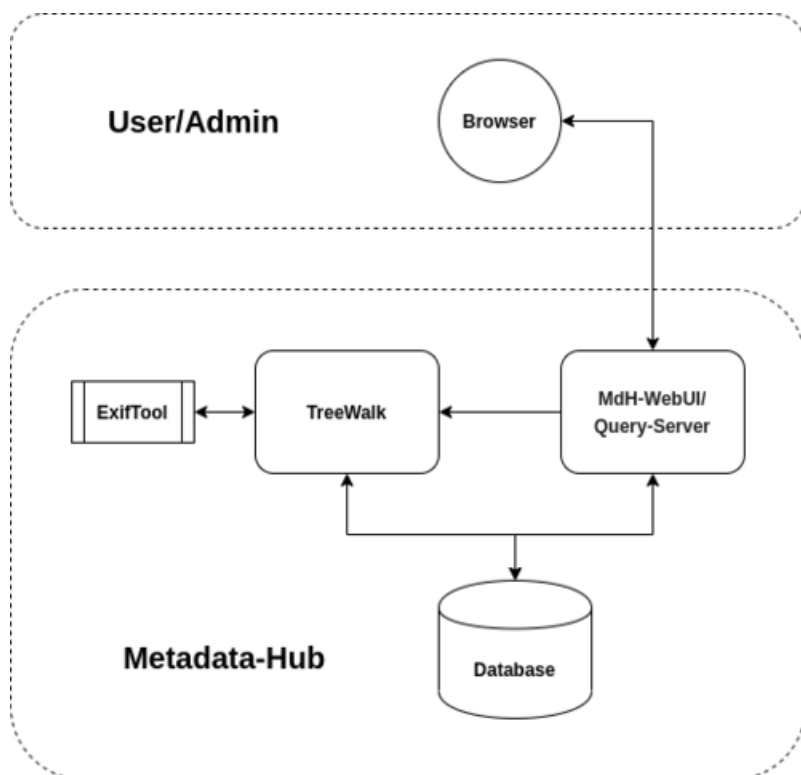 User/Admin
Browser
ExifTool
TreeWalk
MdH-WebUI/
Query-Server
Metadata-Hub
Database